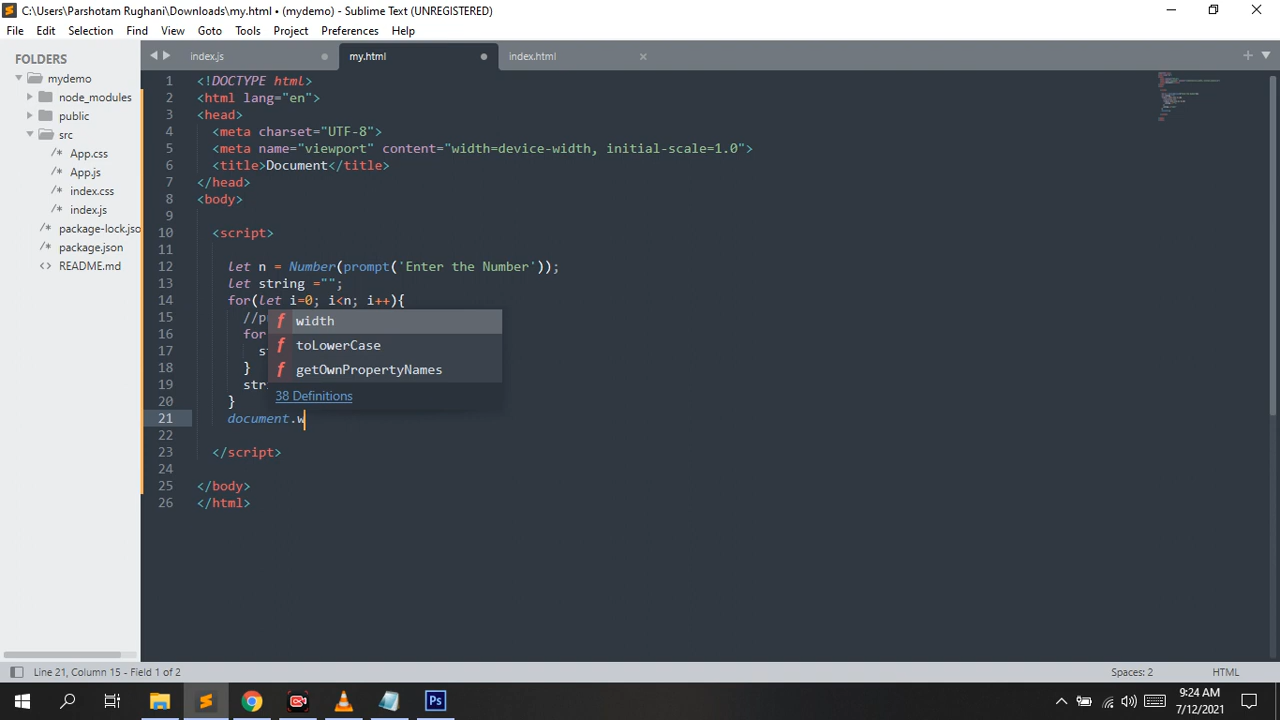 C:\Users\Parshotam Rughani\Downloads\my.html • (mydemo) - Sublime Text (UNREGISTERED)
File Edit Selection Find View Goto Tools Project Preferences Help
FOLDERS
mydemo
node_modules
public
src
App.css
App.js
index.css
index.js
package-lock.jso
package.json
README.md
index.js my.html index.html
1 <!DOCTYPE html>
2 <html lang="en">
3 <head>
4 <meta charset="UTF-8">
5 <meta name="viewport" content="width=device-width, initial-scale=1.0">
6 <title>Document</title>
7 </head>
8 <body>
9
10 <script>
11
12 let n = Number(prompt('Enter the Number'));
13 let string ="";
14 for(let i=0; i<n; i++){
15 //p
16 for
17 s
18 }
19 str
20 }
21 document.w
22
23 </script>
24
25 </body>
26 </html>
f width
f toLowerCase
f getOwnPropertyNames
38 Definitions
Line 21, Column 15 - Field 1 of 2
Spaces: 2 HTML
Ps
9:24 AM
7/12/2021